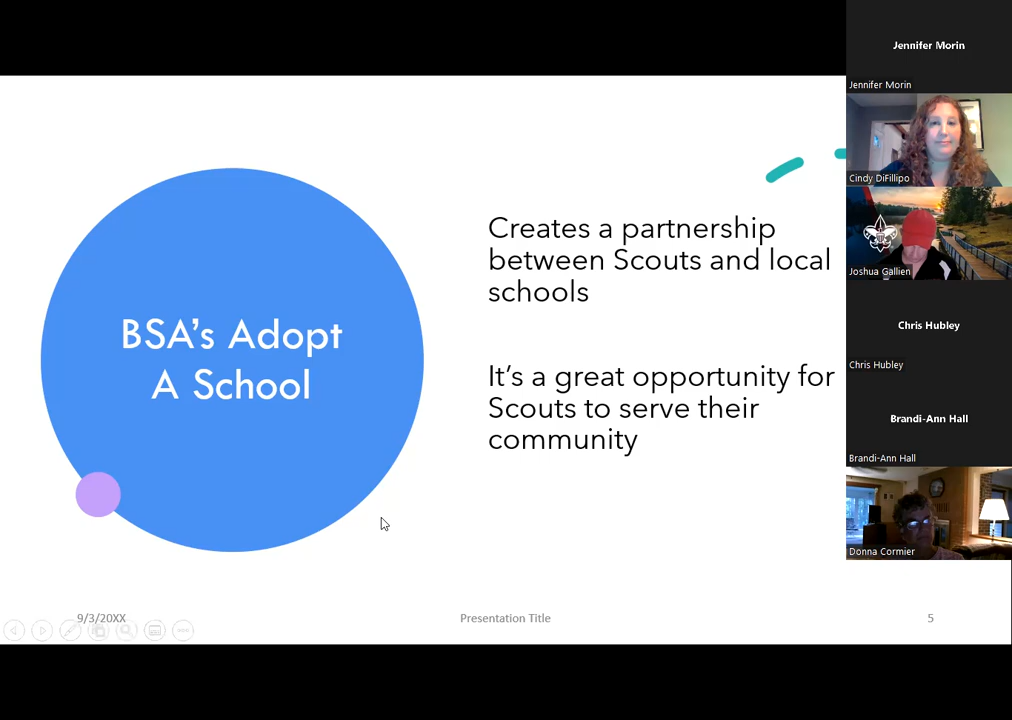 BSA’s Adopt
A School
Creates a partnership
between Scouts and local
schools
It’s a great opportunity for
Scouts to serve their
community
9/3/20XX
Presentation Title
5
Jennifer Morin
Jennifer Morin
Cindy DiFillipo
Joshua Gallien
Chris Hubley
Chris Hubley
Brandi-Ann Hall
Brandi-Ann Hall
Donna Cormier